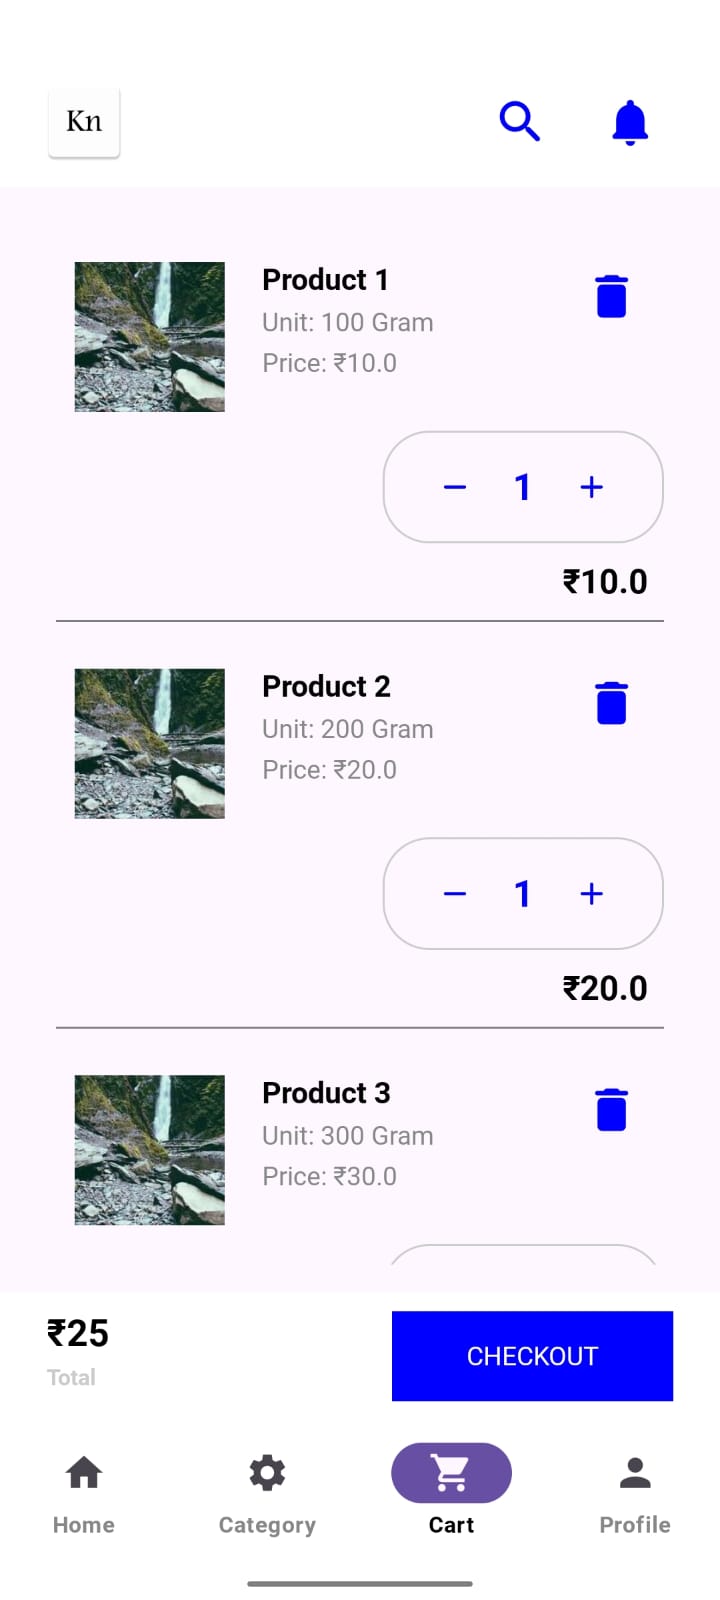 Kn
Product 1
Unit: 100 Gram
Price: ₹10.0
− 1 +
₹10.0
Product 2
Unit: 200 Gram
Price: ₹20.0
− 1 +
₹20.0
Product 3
Unit: 300 Gram
Price: ₹30.0
₹25
Total
CHECKOUT
Home
Category
Cart
Profile